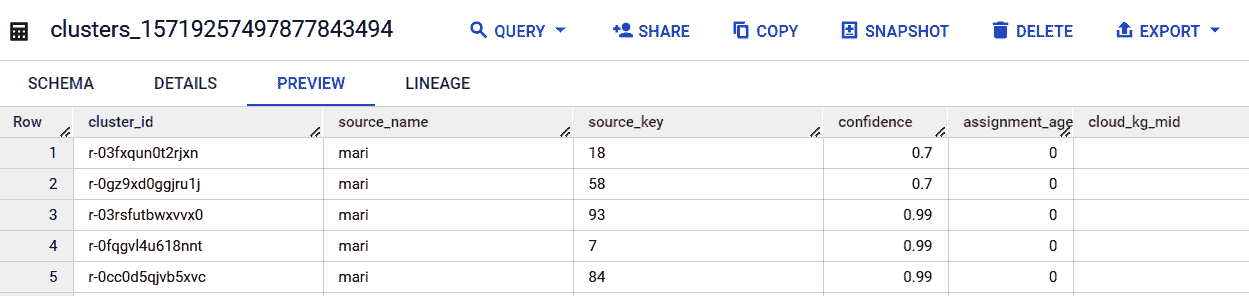 clusters_15719257497877843494 QUERY SHARE COPY SNAPSHOT DELETE EXPORT
SCHEMA DETAILS PREVIEW LINEAGE
Row cluster_id source_name source_key confidence assignment_age cloud_kg_mid
1 r-03fxqun0t2rjxn mari 18 0.7 0
2 r-0gz9xd0ggjru1j mari 58 0.7 0
3 r-03rsfutbwxvvx0 mari 93 0.99 0
4 r-0fqgvl4u618nnt mari 7 0.99 0
5 r-0cc0d5qjvb5xvc mari 84 0.99 0